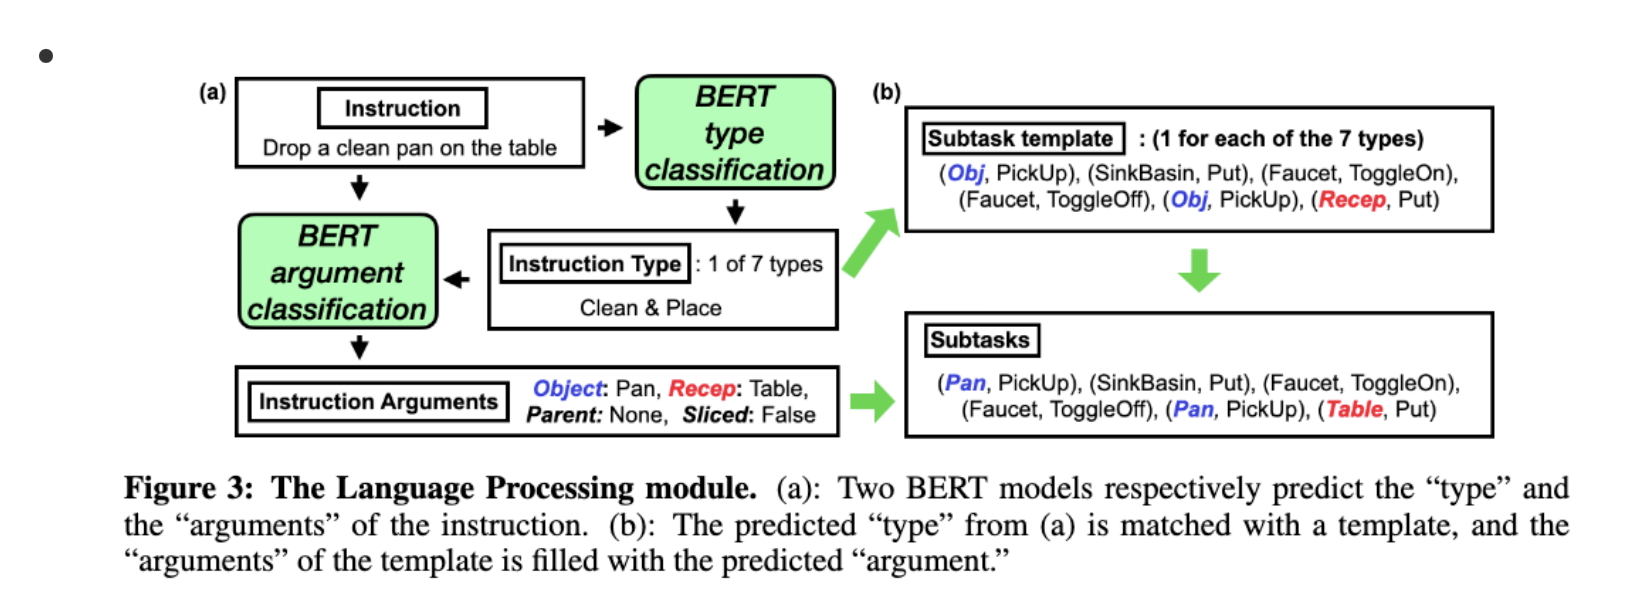 (a)
Instruction
Drop a clean pan on the table
BERT
type
classification
BERT
argument
classification
Instruction Type : 1 of 7 types
Clean & Place
Instruction Arguments
Object: Pan, Recep: Table,
Parent: None, Sliced: False
(b)
Subtask template : (1 for each of the 7 types)
(Obj, PickUp), (SinkBasin, Put), (Faucet, ToggleOn),
(Faucet, ToggleOff), (Obj, PickUp), (Recep, Put)
Subtasks
(Pan, PickUp), (SinkBasin, Put), (Faucet, ToggleOn),
(Faucet, ToggleOff), (Pan, PickUp), (Table, Put)
Figure 3: The Language Processing module. (a): Two BERT models respectively predict the “type” and
the “arguments” of the instruction. (b): The predicted “type” from (a) is matched with a template, and the
“arguments” of the template is filled with the predicted “argument.”